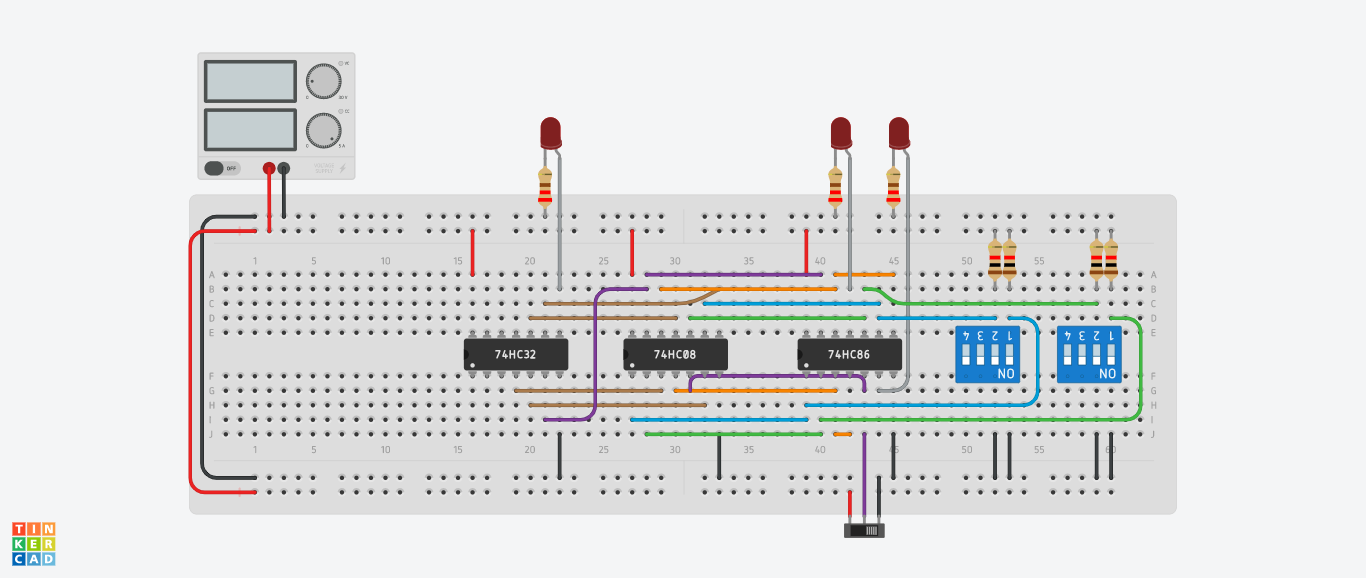 OFF
1 5 10 15 20 25 30 35 40 45 50 55
A A
B B
C C
D D
E E
74HC32 74HC08 74HC86
4 3 2 1
ON
4 3 2 1
ON
F F
G G
H H
I I
J J
1 5 10 15 20 25 30 35 40 45 50 55 60
TIN
KER
CAD